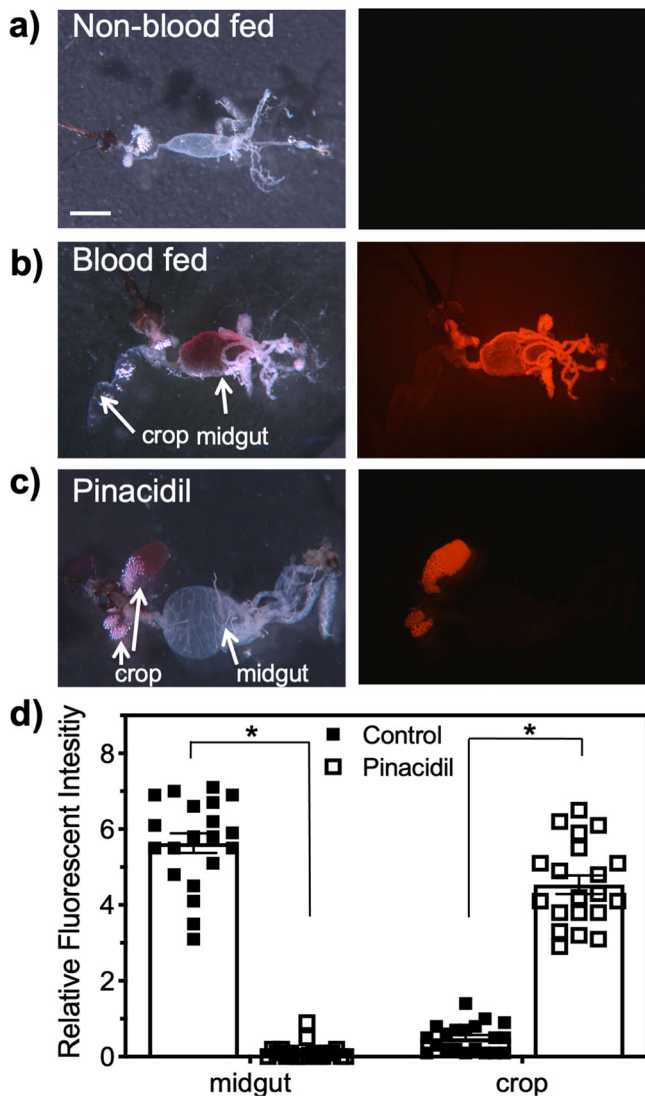 a) Non-blood fed
b) Blood fed
crop midgut
c) Pinacidil
crop midgut
d)
Relative Fluorescent Intesitiy
8
6
4
2
0
* *
Control
Pinacidil
midgut crop